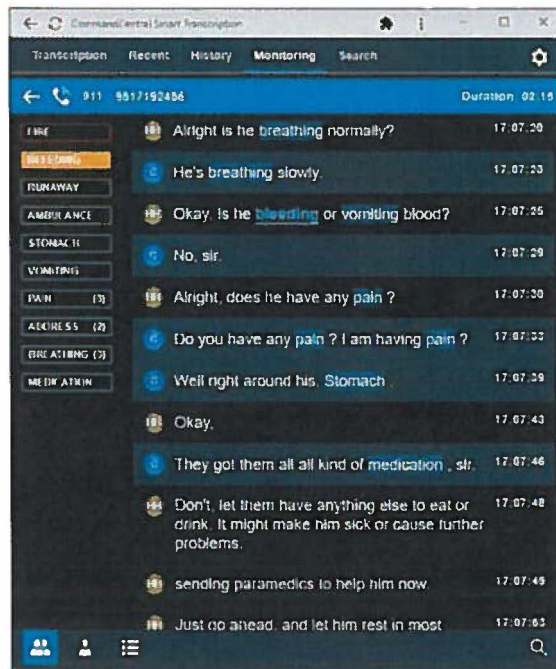 CommandCentral Smart Transcription
Transcription Recent History Monitoring Search
911 9517192456 Duration 02:15
FIRE
BLEEDING
RUNAWAY
AMBULANCE
STOMACH
VOMITING
PAIN (3)
ADDRESS (2)
BREATHING (3)
MEDICATION
Alright is he breathing normally? 17:07:20
He's breathing slowly. 17:07:23
Okay, is he bleeding or vomiting blood? 17:07:25
No, sir. 17:07:29
Alright, does he have any pain ? 17:07:30
Do you have any pain ? I am having pain ? 17:07:33
Well right around his, Stomach . 17:07:39
Okay, 17:07:43
They got them all all kind of medication , sir. 17:07:46
Don't, let them have anything else to eat or 17:07:48
drink. It might make him sick or cause further
problems.
sending paramedics to help him now. 17:07:49
Just go ahead, and let him rest in most 17:07:53